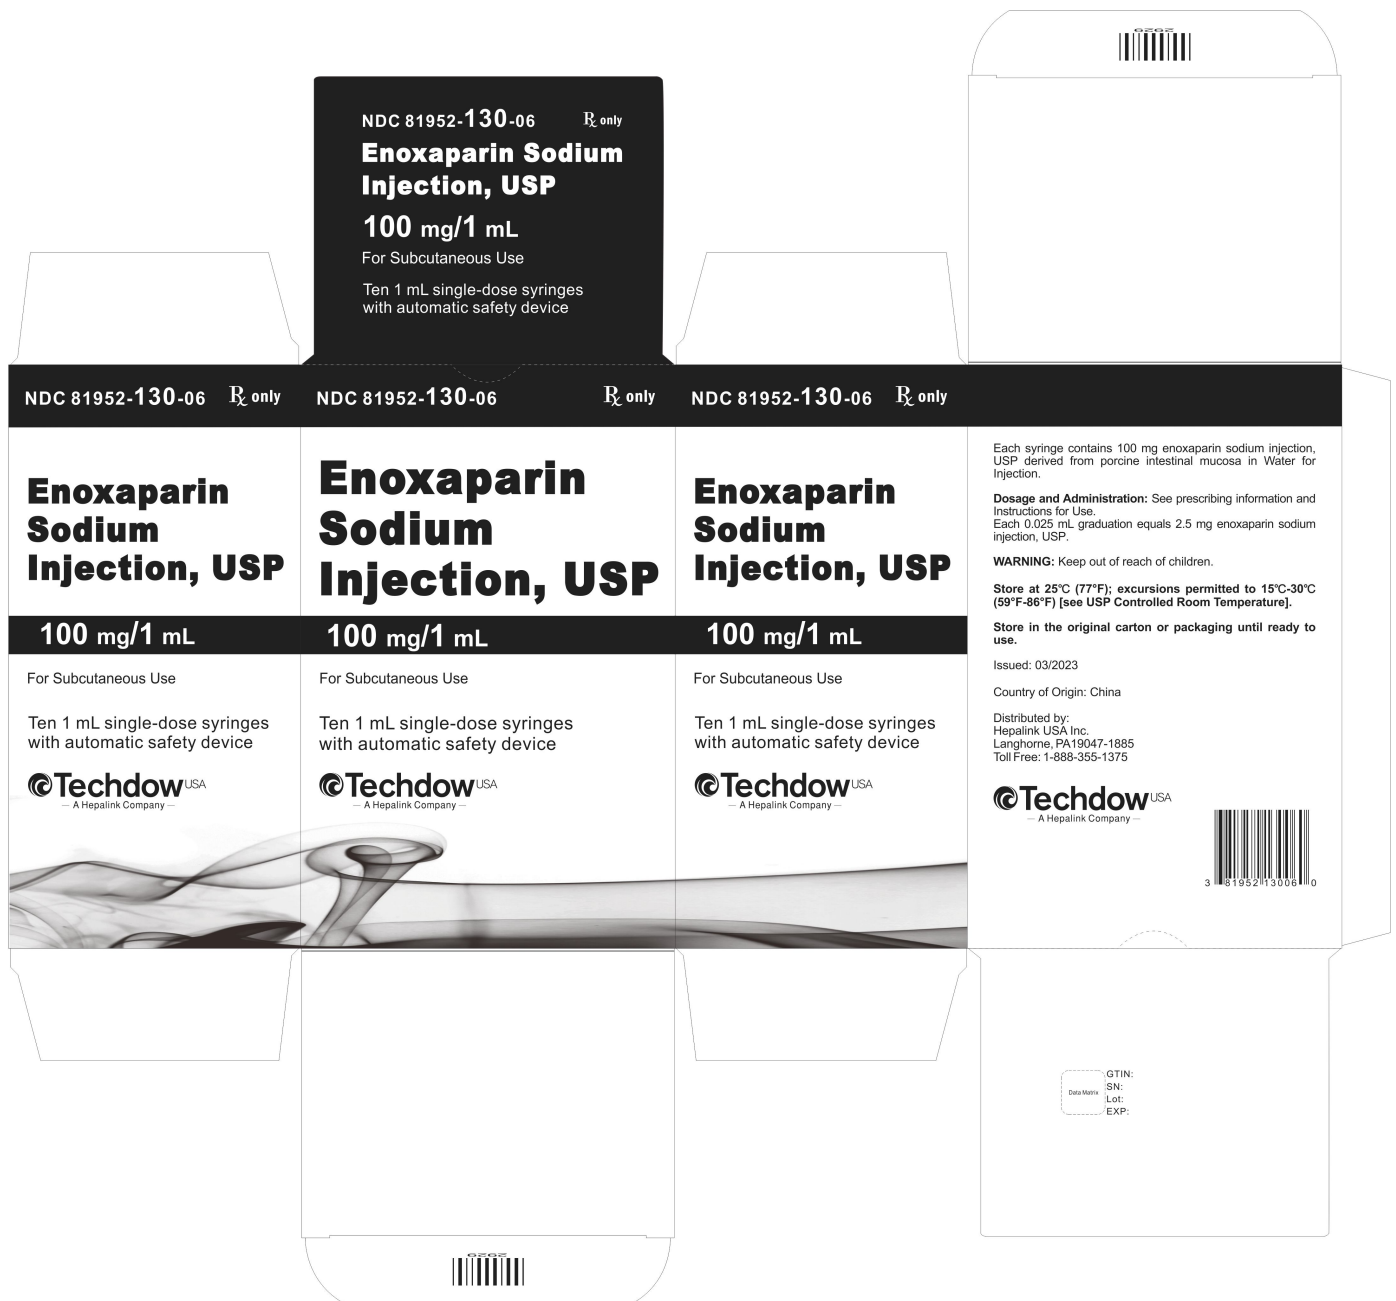 2929
NDC 81952-130-06 Rx only
Enoxaparin Sodium
Injection, USP
100 mg/1 mL
For Subcutaneous Use
Ten 1 mL single-dose syringes
with automatic safety device
NDC 81952-130-06 Rx only
Enoxaparin
Sodium
Injection, USP
100 mg/1 mL
For Subcutaneous Use
Ten 1 mL single-dose syringes
with automatic safety device
Techdow USA
— A Hepalink Company —
NDC 81952-130-06 Rx only
Enoxaparin
Sodium
Injection, USP
100 mg/1 mL
For Subcutaneous Use
Ten 1 mL single-dose syringes
with automatic safety device
Techdow USA
— A Hepalink Company —
NDC 81952-130-06 Rx only
Enoxaparin
Sodium
Injection, USP
100 mg/1 mL
For Subcutaneous Use
Ten 1 mL single-dose syringes
with automatic safety device
Techdow USA
— A Hepalink Company —
Each syringe contains 100 mg enoxaparin sodium injection,
USP derived from porcine intestinal mucosa in Water for
Injection.
Dosage and Administration: See prescribing information and
Instructions for Use.
Each 0.025 mL graduation equals 2.5 mg enoxaparin sodium
injection, USP.
WARNING: Keep out of reach of children.
Store at 25℃ (77°F); excursions permitted to 15℃-30℃
(59°F-86°F) [see USP Controlled Room Temperature].
Store in the original carton or packaging until ready to
use.
Issued: 03/2023
Country of Origin: China
Distributed by:
Hepalink USA Inc.
Langhorne, PA19047-1885
Toll Free: 1-888-355-1375
Techdow USA
— A Hepalink Company —
3 81952 13006 0
Data Matrix
GTIN:
SN:
Lot:
EXP:
2929